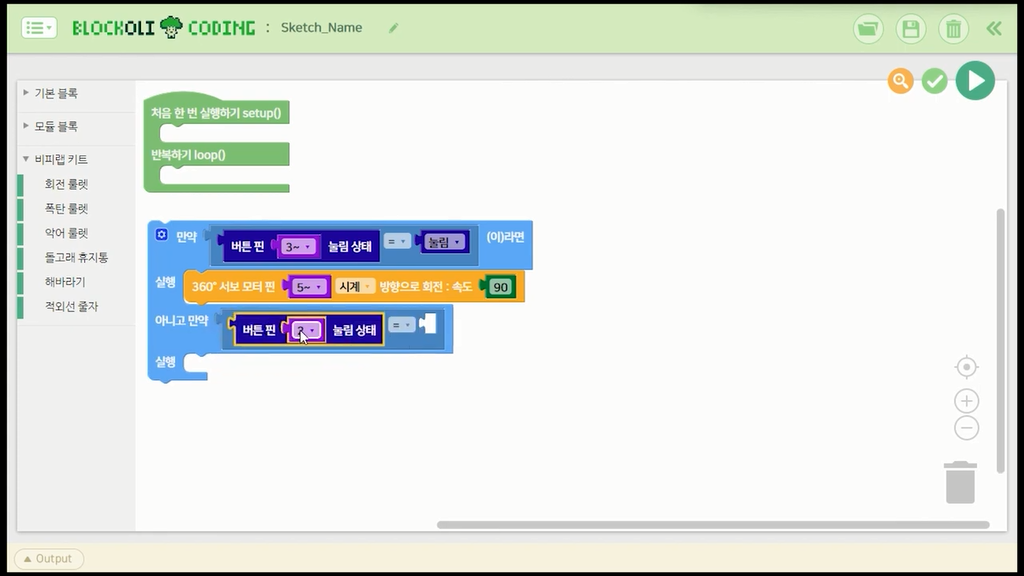 BLOCKOLI CODING : Sketch_Name
기본 블록
모듈 블록
비피랩 키트
회전 룰렛
폭탄 룰렛
악어 룰렛
돌고래 휴지통
해바라기
적외선 줄자
처음 한 번 실행하기 setup()
반복하기 loop()
만약 버튼 핀 3~ 눌림 상태 = 눌림 (이)라면
실행 360° 서보 모터 핀 5~ 시계 방향으로 회전 : 속도 90
아니고 만약 버튼 핀 눌림 상태 =
실행
Output